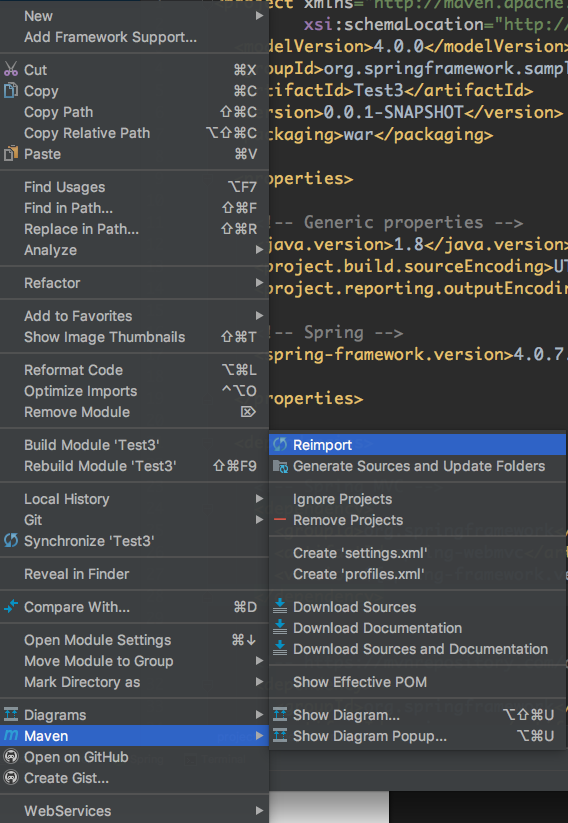 New
Add Framework Support...
Cut ⌘X
Copy ⌘C
Copy Path ⇧⌘C
Copy Relative Path ⌥⇧⌘C
Paste ⌘V
Find Usages ⌥F7
Find in Path... ⇧⌘F
Replace in Path... ⇧⌘R
Analyze
Refactor
Add to Favorites
Show Image Thumbnails ⇧⌘T
Reformat Code ⌥⌘L
Optimize Imports ^⌥O
Remove Module ⌦
Build Module 'Test3'
Rebuild Module 'Test3' ⇧⌘F9
Local History
Git
Synchronize 'Test3'
Reveal in Finder
Compare With... ⌘D
Open Module Settings ⌘↓
Move Module to Group
Mark Directory as
Diagrams
Maven
Open on GitHub
Create Gist...
WebServices
xmlns="http://maven.apache.
xsi:schemaLocation="http://
delVersion>4.0.0</modelVersion>
oupId>org.springframework.sampl
tifactId>Test3</artifactId>
rsion>0.0.1-SNAPSHOT</version>
ckaging>war</packaging>
operties>
!-- Generic properties -->
java.version>1.8</java.version>
project.build.sourceEncoding>UT
project.reporting.outputEncodin
!-- Spring -->
spring-framework.version>4.0.7.
roperties>
Reimport
Generate Sources and Update Folders
Ignore Projects
Remove Projects
Create 'settings.xml'
Create 'profiles.xml'
Download Sources
Download Documentation
Download Sources and Documentation
Show Effective POM
Show Diagram... ⌥⇧⌘U
Show Diagram Popup... ⌥⌘U